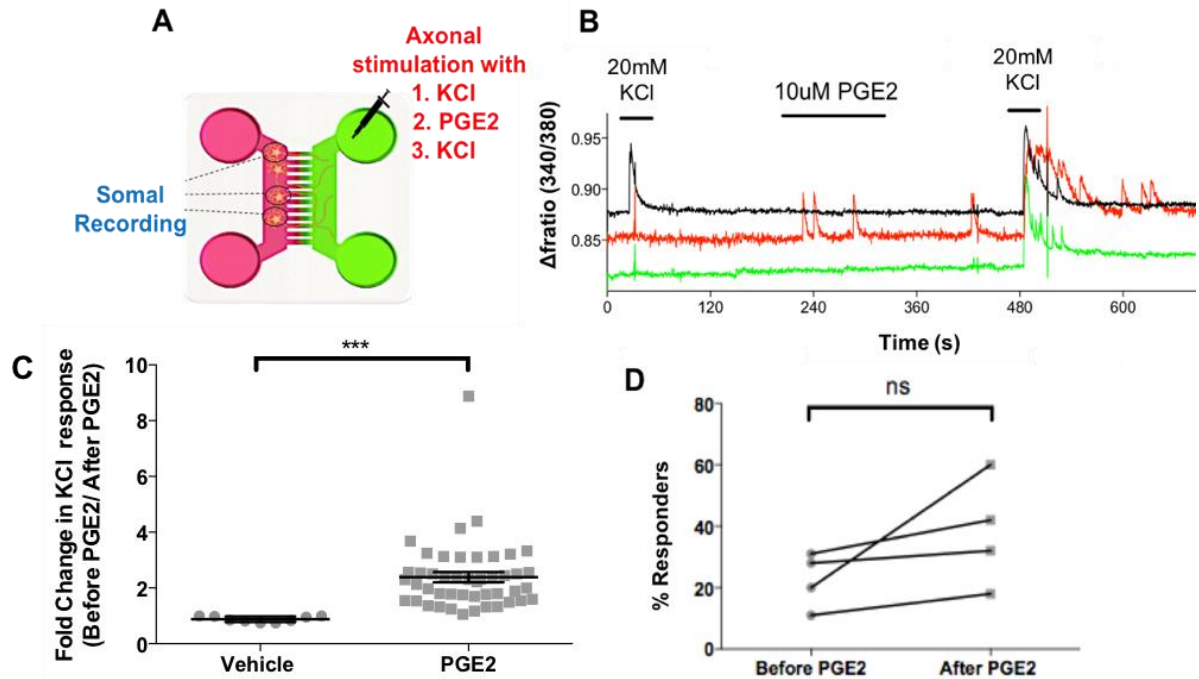 A
Axonal
stimulation with
1. KCl
2. PGE2
3. KCl
Somal
Recording
B
20mM
KCl
10uM PGE2
20mM
KCl
Δfratio (340/380)
0.95
0.90
0.85
0
120
240
360
480
600
Time (s)
C
***
Fold Change in KCl response
(Before PGE2/ After PGE2)
10
8
6
4
2
0
Vehicle
PGE2
D
ns
% Responders
80
60
40
20
0
Before PGE2
After PGE2